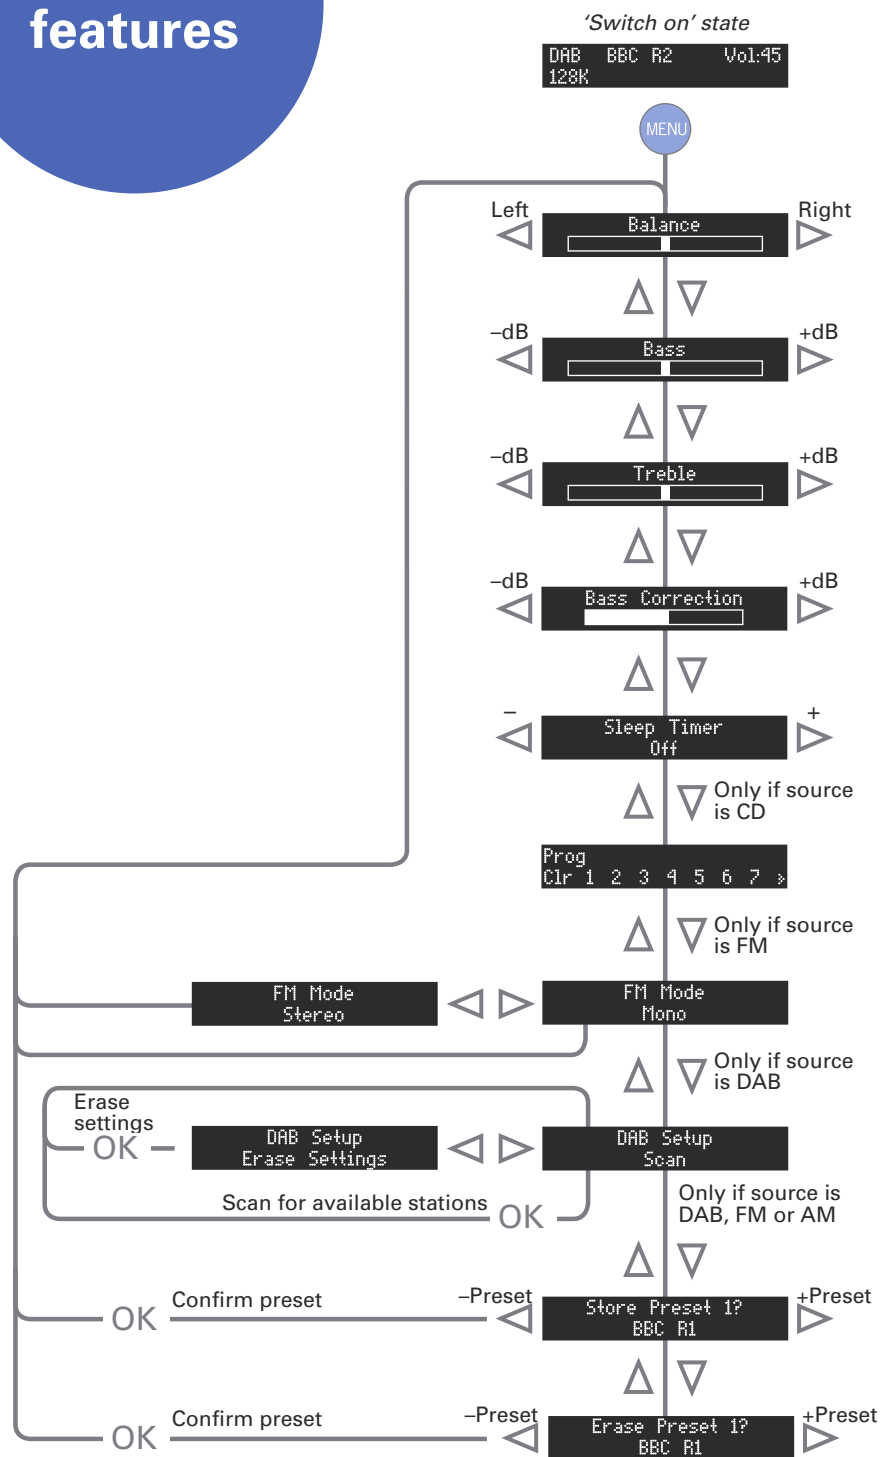 features
'Switch on' state
DAB BBC R2 Vol:45
128K
MENU
Left
Right
Balance
–dB
+dB
Bass
–dB
+dB
Treble
–dB
+dB
Bass Correction
–
+
Sleep Timer
Off
Only if source
is CD
Prog
Clr 1 2 3 4 5 6 7 »
Only if source
is FM
FM Mode
Stereo
FM Mode
Mono
Only if source
is DAB
Erase
settings
OK
DAB Setup
Erase Settings
DAB Setup
Scan
Scan for available stations
OK
Only if source is
DAB, FM or AM
OK
Confirm preset
–Preset
Store Preset 1?
BBC R1
+Preset
OK
Confirm preset
–Preset
Erase Preset 1?
BBC R1
+Preset